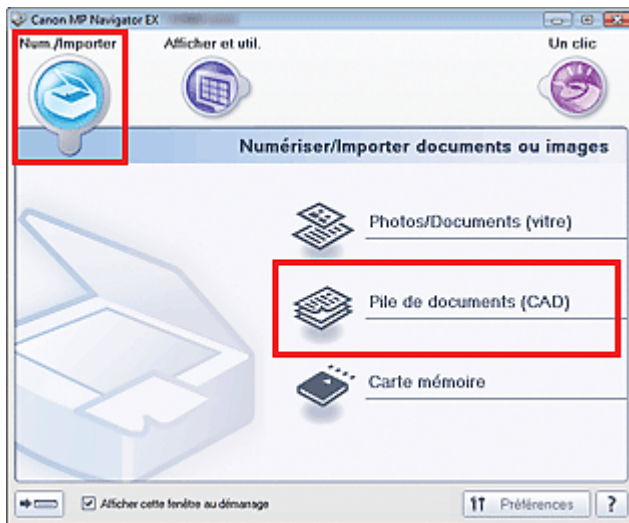 Canon MP Navigator EX
Num./Importer
Afficher et util.
Un clic
Numériser/Importer documents ou images
Photos/Documents (vitre)
Pile de documents (CAD)
Carte mémoire
Afficher cette fenêtre au démarrage
Préférences
?